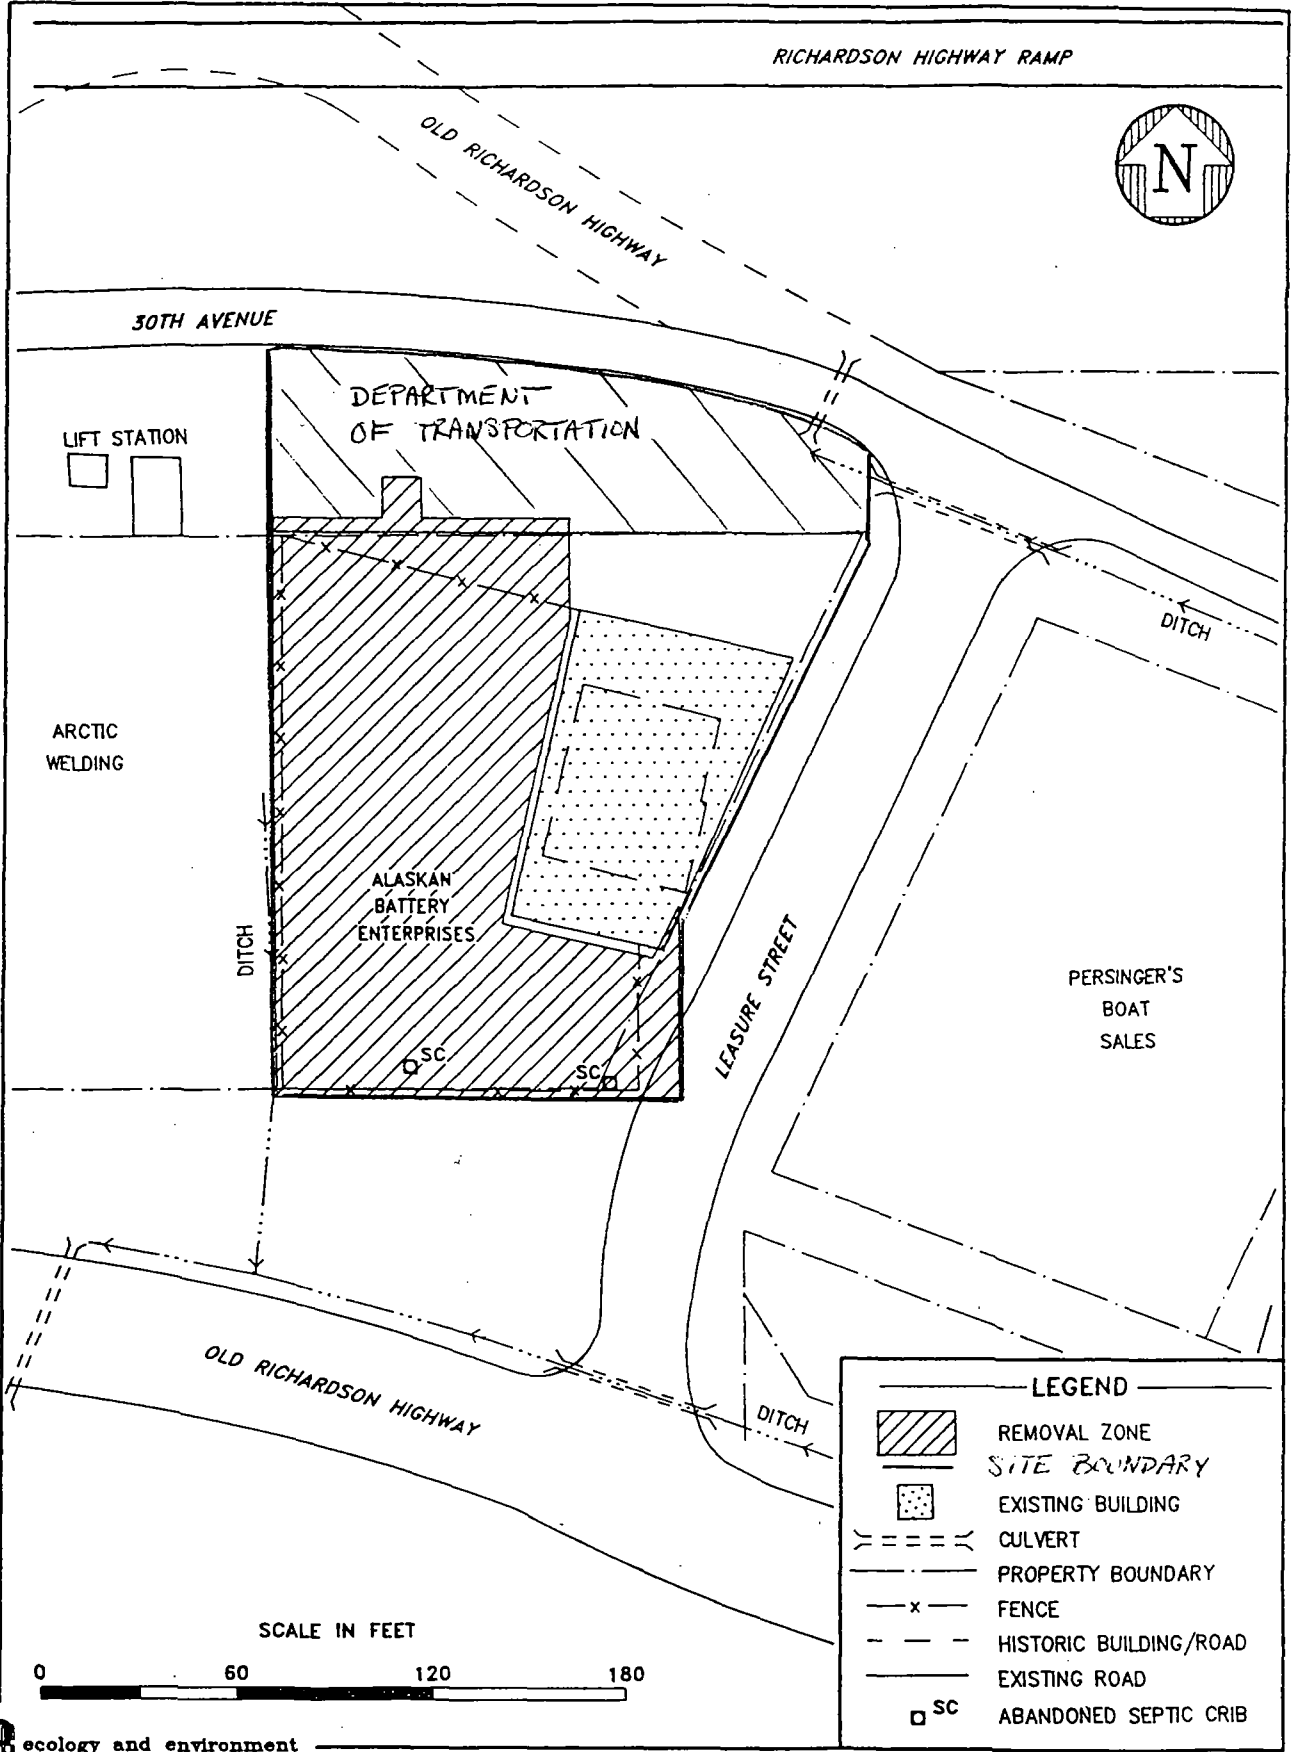 RICHARDSON HIGHWAY RAMP
OLD RICHARDSON HIGHWAY
N
30TH AVENUE
DEPARTMENT
OF TRANSPORTATION
LIFT STATION
DITCH
ARCTIC
WELDING
ALASKAN
BATTERY
ENTERPRISES
DITCH
LEASURE STREET
PERSINGER'S
BOAT
SALES
SC
SC
OLD RICHARDSON HIGHWAY
DITCH
LEGEND
REMOVAL ZONE
SITE BOUNDARY
EXISTING BUILDING
CULVERT
PROPERTY BOUNDARY
FENCE
HISTORIC BUILDING/ROAD
EXISTING ROAD
SC ABANDONED SEPTIC CRIB
SCALE IN FEET
0 60 120 180
ecology and environment